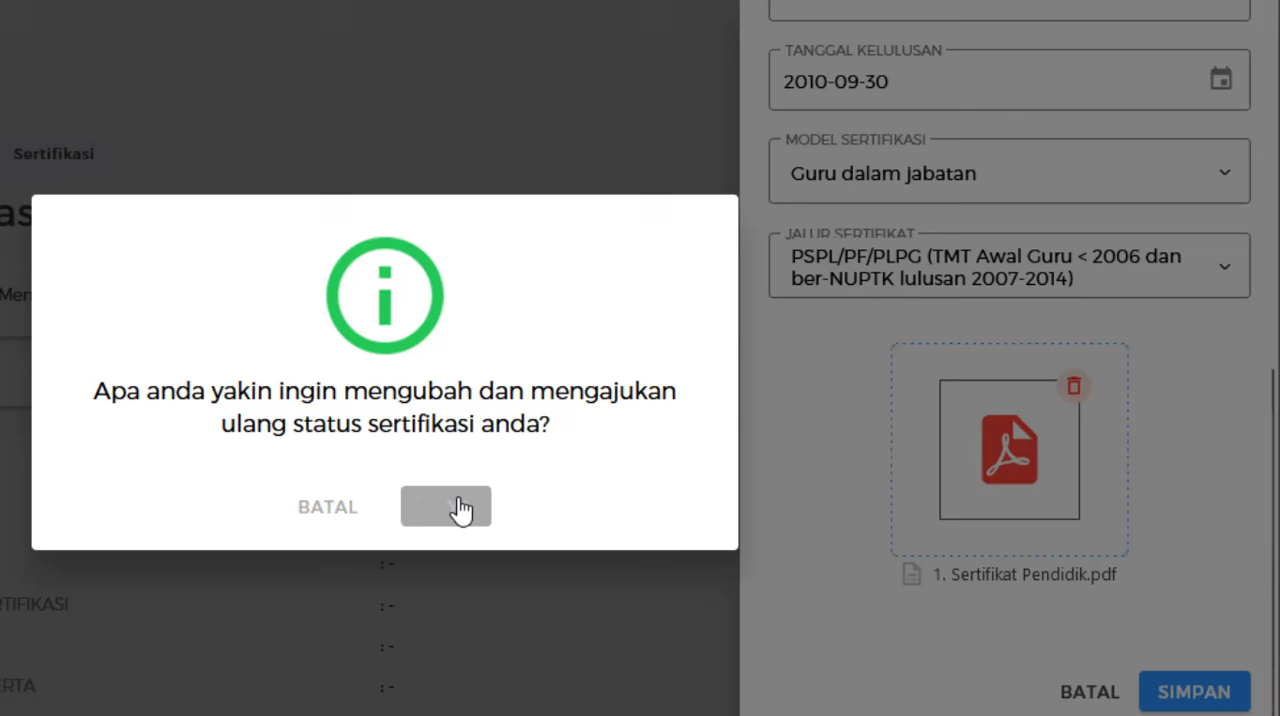 TANGGAL KELULUSAN
2010-09-30
MODEL SERTIFIKASI
Guru dalam jabatan
JALUR SERTIFIKAT
PSPL/PF/PLPG (TMT Awal Guru < 2006 dan
ber-NUPTK lulusan 2007-2014)
1. Sertifikat Pendidik.pdf
BATAL
SIMPAN
Sertifikasi
as
Men
Apa anda yakin ingin mengubah dan mengajukan
ulang status sertifikasi anda?
BATAL
: -
RTIFIKASI : -
: -
ERTA : -